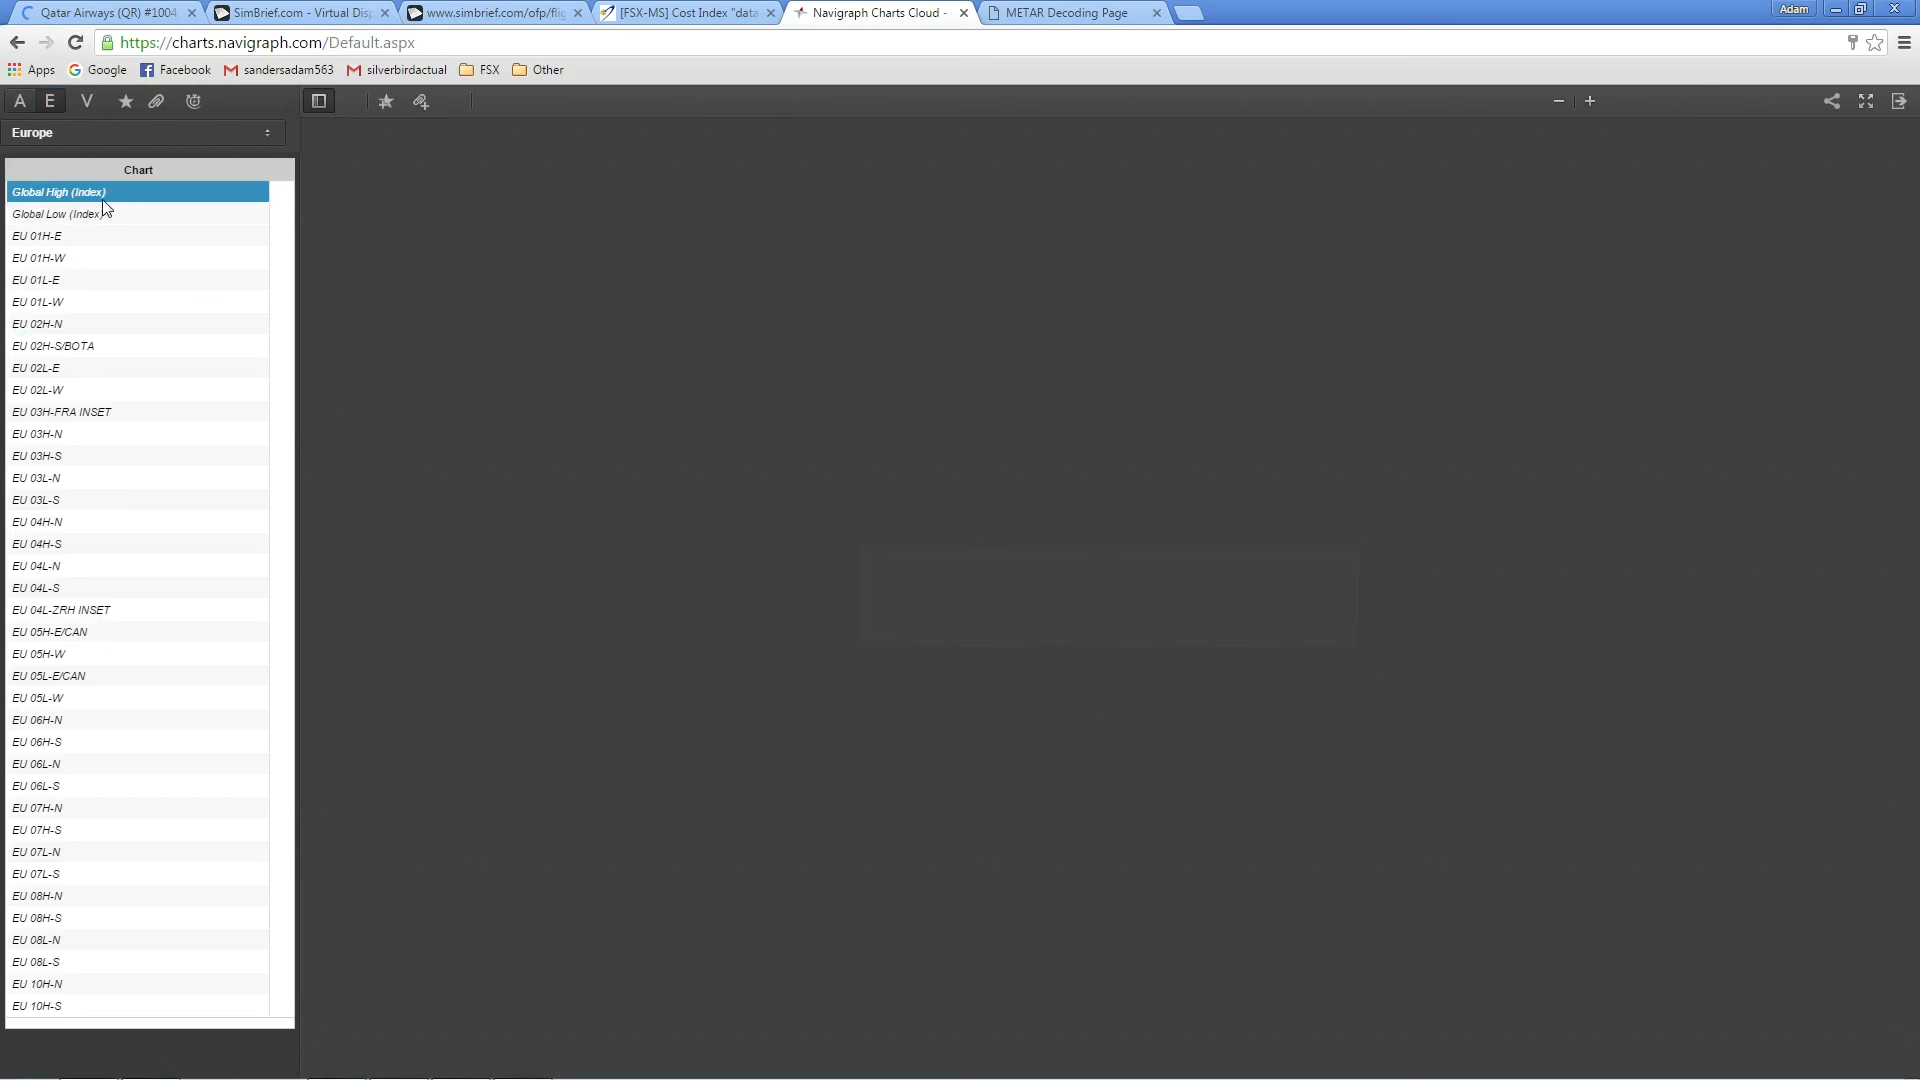 Qatar Airways (QR) #1004
SimBrief.com - Virtual Disp
www.simbrief.com/ofp/flig
[FSX-MS] Cost Index "data
Navigraph Charts Cloud -
METAR Decoding Page
Adam
https://charts.navigraph.com/Default.aspx
Apps
Google
Facebook
sandersadam563
silverbirdactual
FSX
Other
A
E
V
Europe
Chart
Global High (Index)
Global Low (Index)
EU 01H-E
EU 01H-W
EU 01L-E
EU 01L-W
EU 02H-N
EU 02H-S/BOTA
EU 02L-E
EU 02L-W
EU 03H-FRA INSET
EU 03H-N
EU 03H-S
EU 03L-N
EU 03L-S
EU 04H-N
EU 04H-S
EU 04L-N
EU 04L-S
EU 04L-ZRH INSET
EU 05H-E/CAN
EU 05H-W
EU 05L-E/CAN
EU 05L-W
EU 06H-N
EU 06H-S
EU 06L-N
EU 06L-S
EU 07H-N
EU 07H-S
EU 07L-N
EU 07L-S
EU 08H-N
EU 08H-S
EU 08L-N
EU 08L-S
EU 10H-N
EU 10H-S